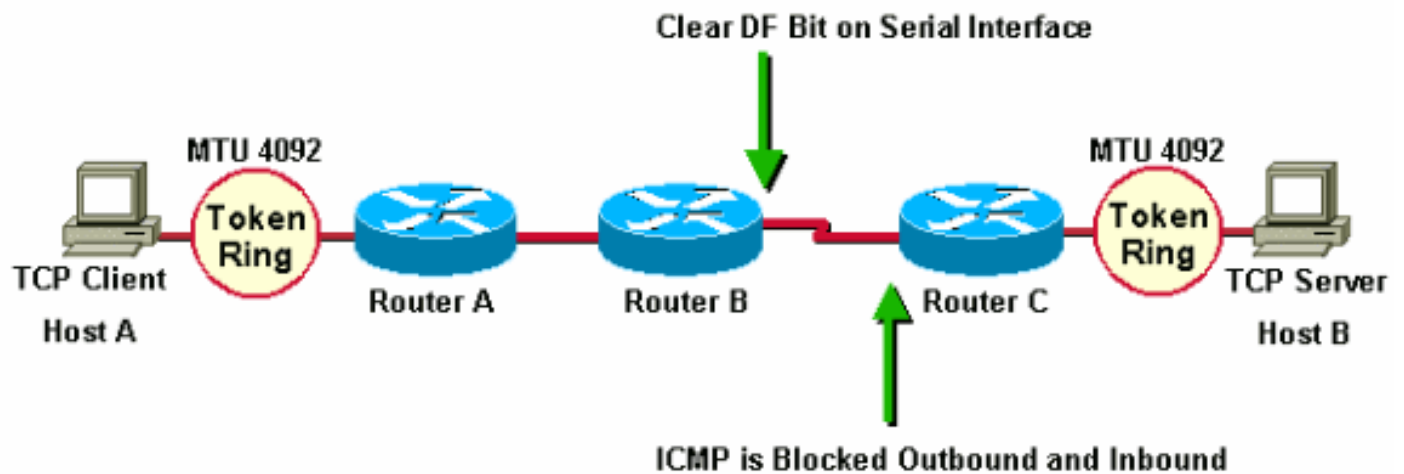 Clear DF Bit on Serial Interface
MTU 4092
MTU 4092
Token
Ring
Token
Ring
TCP Client
Host A
Router A
Router B
Router C
TCP Server
Host B
ICMP is Blocked Outbound and Inbound